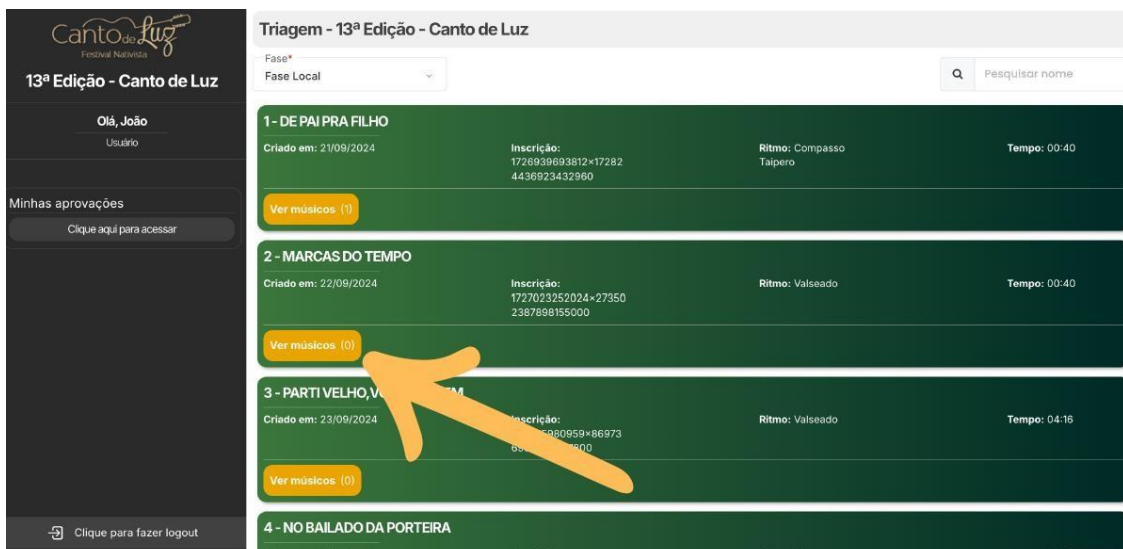 Canto de Luz
Festival Nativista
13ª Edição - Canto de Luz
Olá, João
Usuário
Minhas aprovações
Clique aqui para acessar
Clique para fazer logout
Triagem - 13ª Edição - Canto de Luz
Fase*
Fase Local
Pesquisar nome
1 - DE PAI PRA FILHO
Criado em: 21/09/2024
Inscrição:
1726939693812×17282
4436923432960
Ritmo: Compasso
Taipero
Tempo: 00:40
Ver músicos (1)
2 - MARCAS DO TEMPO
Criado em: 22/09/2024
Inscrição:
1727023252024×27350
2387898155000
Ritmo: Valseado
Tempo: 00:40
Ver músicos (0)
3 - PARTI VELHO,
Criado em: 23/09/2024
Inscrição:
980959×86973
Ritmo: Valseado
Tempo: 04:16
Ver músicos (0)
4 - NO BAILADO DA PORTEIRA